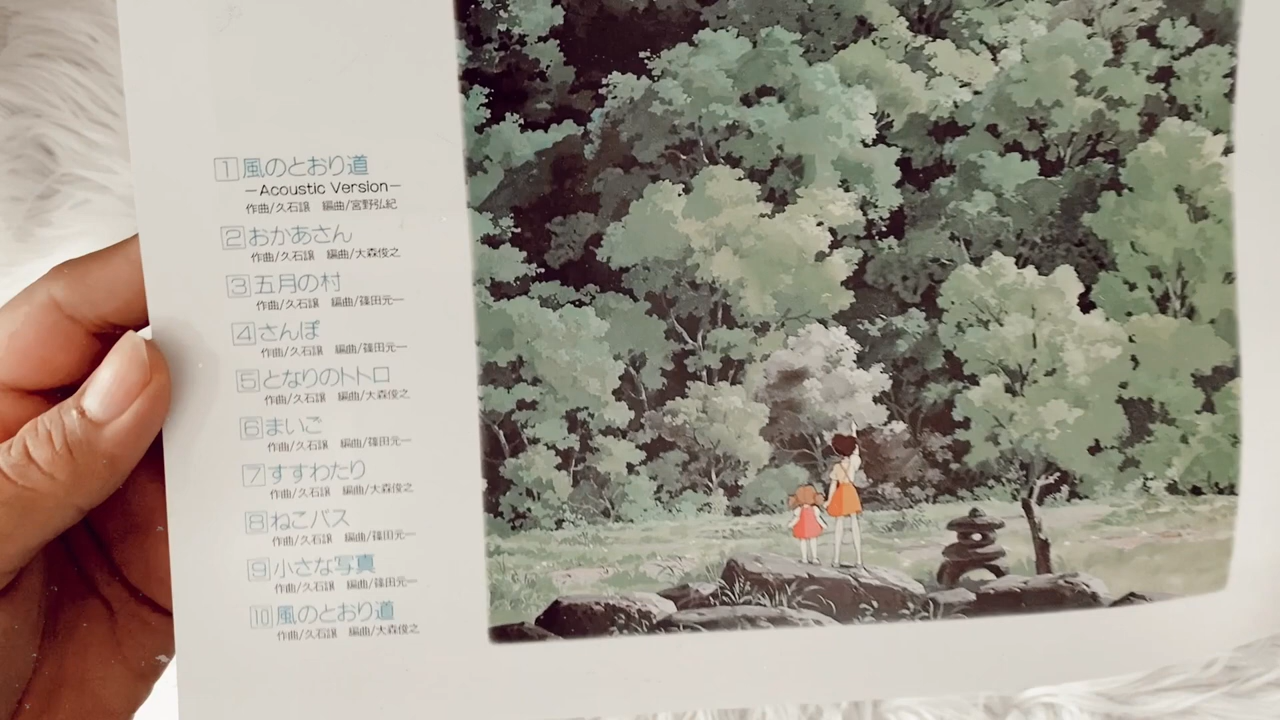 1 風のとおり道
—Acoustic Version—
作曲/久石譲 編曲/宮野弘紀
2 おかあさん
作曲/久石譲 編曲/大森俊之
3 五月の村
作曲/久石譲 編曲/篠田元一
4 さんぽ
作曲/久石譲 編曲/篠田元一
5 となりのトトロ
作曲/久石譲 編曲/大森俊之
6 まいご
作曲/久石譲 編曲/篠田元一
7 すすわたり
作曲/久石譲 編曲/大森俊之
8 ねこバス
作曲/久石譲 編曲/篠田元一
9 小さな写真
作曲/久石譲 編曲/篠田元一
10 風のとおり道
作曲/久石譲 編曲/大森俊之